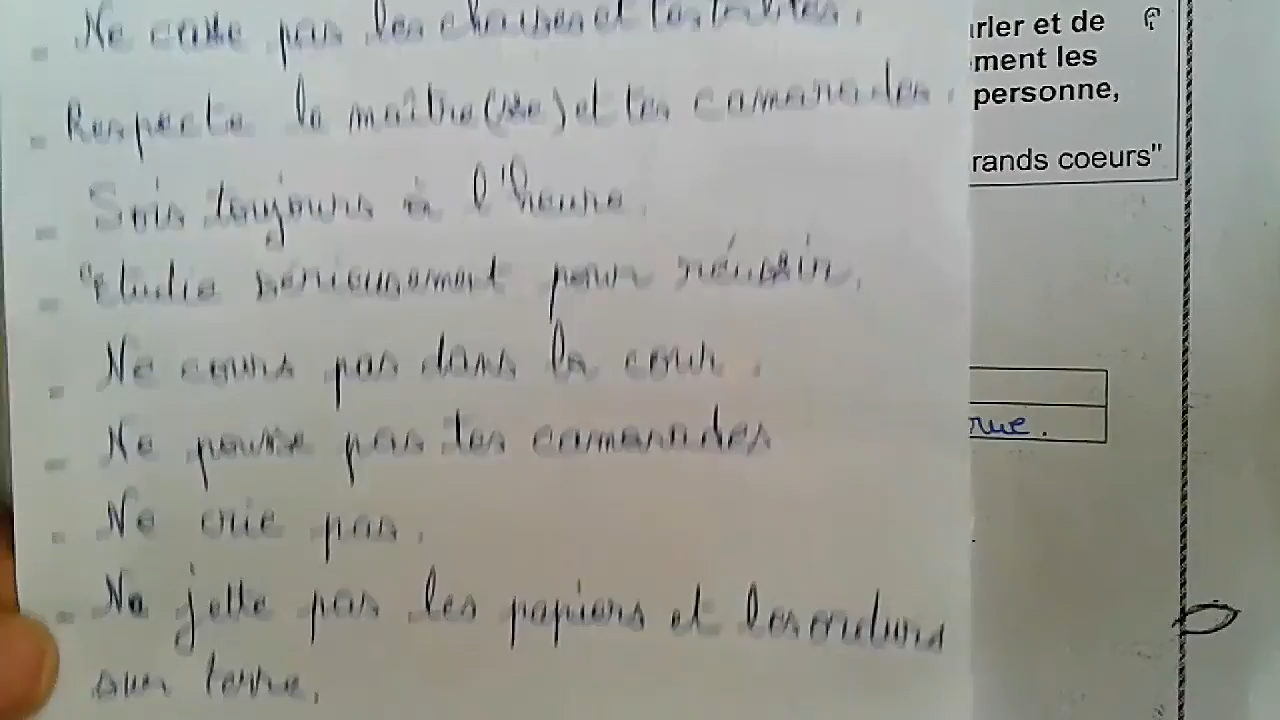 - Ne casse pas les chaises et les tables.
- Respecte le maître(sse) et tes camarades.
- Sois toujours à l'heure.
- Etudie sérieusement pour réussir.
- Ne cours pas dans la cour.
- Ne pousse pas tes camarades
- Ne crie pas.
- Ne jette pas les papiers et les ordures
sur terre.
rler et de
ment les
personne,
rands coeurs"
rue.